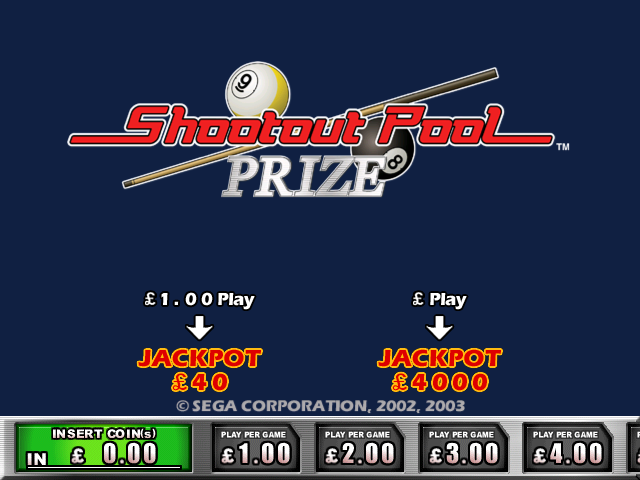 9
Shootout Pool
TM
8
PRIZE
£1.00 Play
£ Play
JACKPOT
£40
JACKPOT
£4000
© SEGA CORPORATION, 2002, 2003
INSERT COIN(s)
IN £ 0.00
PLAY PER GAME
£1.00
PLAY PER GAME
£2.00
PLAY PER GAME
£3.00
PLAY PER GAME
£4.00